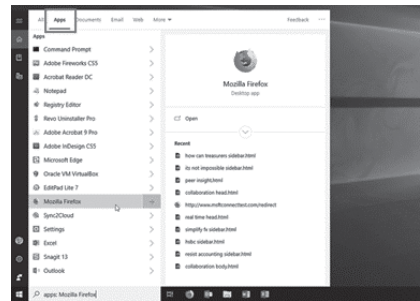 All Apps Documents Email Web More Feedback ...
Apps
Command Prompt
Adobe Fireworks CS5
Acrobat Reader DC
Notepad
Registry Editor
Revo Uninstaller Pro
Adobe Acrobat 9 Pro
Adobe InDesign CS5
Microsoft Edge
Oracle VM VirtualBox
EditPad Lite 7
Mozilla Firefox
Sync2Cloud
Settings
Excel
Snagit 13
Outlook
apps: Mozilla Firefox
Mozilla Firefox
Desktop app
Open
Recent
how can treasurers sidebar.html
its not impossible sidebar.html
peer insight.html
collaboration head.html
http://www.msftconnecttest.com/redirect
real time head.html
simplify fx sidebar.html
hsbc sidebar.html
resist accounting sidebar.html
collaboration body.html